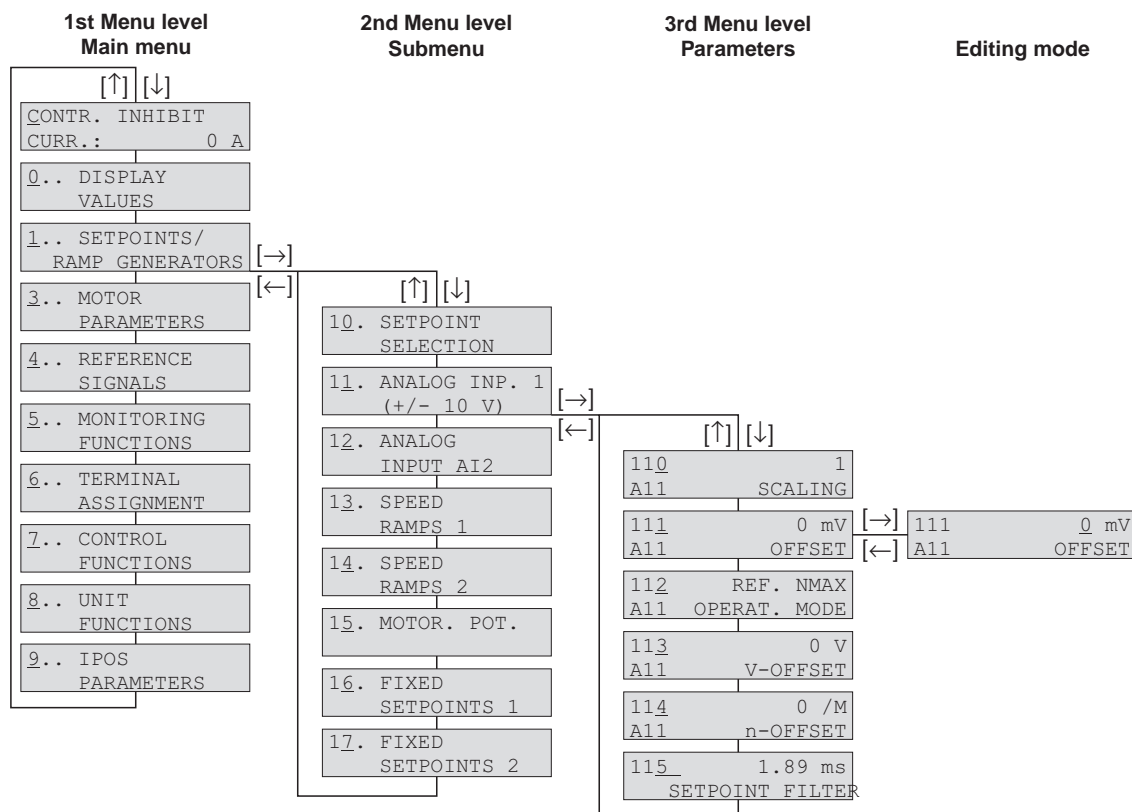 1st Menu level
Main menu
2nd Menu level
Submenu
3rd Menu level
Parameters
Editing mode
[↑] [↓]
CONTR. INHIBIT
CURR.: 0 A
0.. DISPLAY
VALUES
1.. SETPOINTS/
RAMP GENERATORS
[→]
[←]
3.. MOTOR
PARAMETERS
4.. REFERENCE
SIGNALS
5.. MONITORING
FUNCTIONS
6.. TERMINAL
ASSIGNMENT
7.. CONTROL
FUNCTIONS
8.. UNIT
FUNCTIONS
9.. IPOS
PARAMETERS
[↑] [↓]
10. SETPOINT
SELECTION
11. ANALOG INP. 1
(+/- 10 V)
[→]
[←]
12. ANALOG
INPUT AI2
13. SPEED
RAMPS 1
14. SPEED
RAMPS 2
15. MOTOR. POT.
16. FIXED
SETPOINTS 1
17. FIXED
SETPOINTS 2
[↑] [↓]
110 1
A11 SCALING
111 0 mV
A11 OFFSET
[→]
[←]
112 REF. NMAX
A11 OPERAT. MODE
113 0 V
A11 V-OFFSET
114 0 /M
A11 n-OFFSET
115 1.89 ms
SETPOINT FILTER
111 0 mV
A11 OFFSET